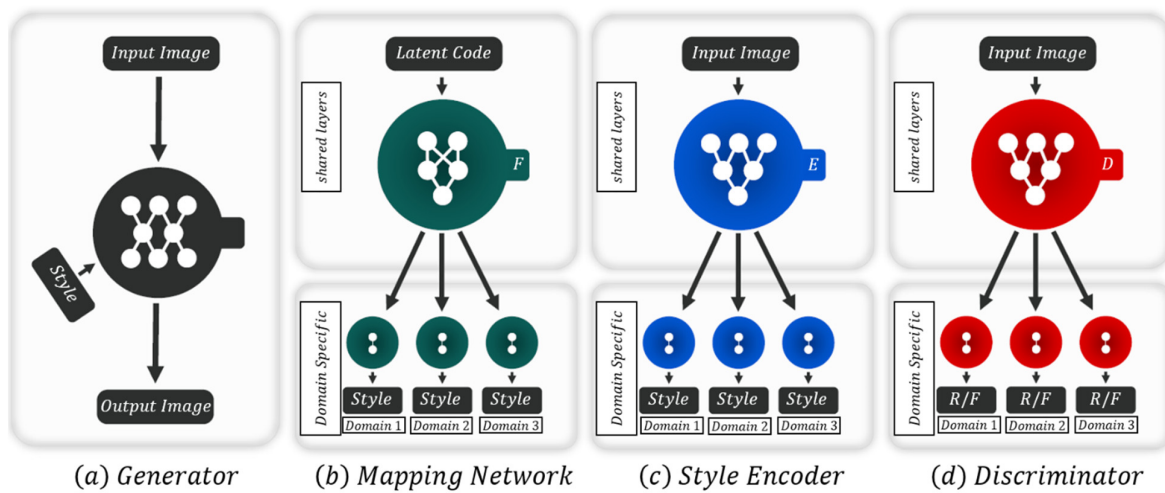 Input Image
Style
Output Image
(a) Generator
Latent Code
shared layers
F
Domain Specific
Style Style Style
Domain 1 Domain 2 Domain 3
(b) Mapping Network
Input Image
shared layers
E
Domain Specific
Style Style Style
Domain 1 Domain 2 Domain 3
(c) Style Encoder
Input Image
shared layers
D
Domain Specific
R/F R/F R/F
Domain 1 Domain 2 Domain 3
(d) Discriminator